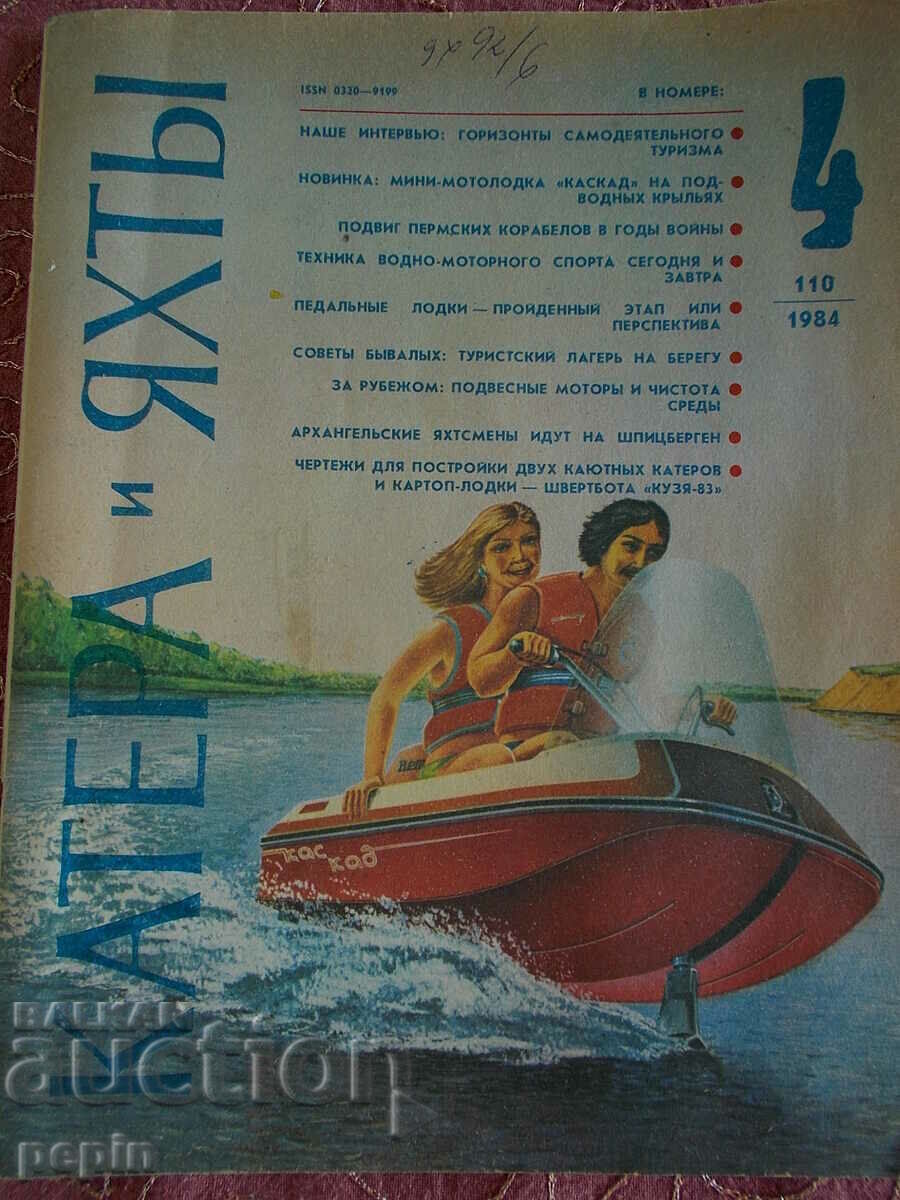 92/6
КАТЕРА и ЯХТЫ
ISSN 0320—9199
В НОМЕРЕ:
4
110
1984
НАШЕ ИНТЕРВЬЮ: ГОРИЗОНТЫ САМОДЕЯТЕЛЬНОГО
ТУРИЗМА
НОВИНКА: МИНИ-МОТОЛОДКА «КАСКАД» НА ПОД-
ВОДНЫХ КРЫЛЬЯХ
ПОДВИГ ПЕРМСКИХ КОРАБЕЛОВ В ГОДЫ ВОЙНЫ
ТЕХНИКА ВОДНО-МОТОРНОГО СПОРТА СЕГОДНЯ И
ЗАВТРА
ПЕДАЛЬНЫЕ ЛОДКИ — ПРОЙДЕННЫЙ ЭТАП ИЛИ
ПЕРСПЕКТИВА
СОВЕТЫ БЫВАЛЫХ: ТУРИСТСКИЙ ЛАГЕРЬ НА БЕРЕГУ
ЗА РУБЕЖОМ: ПОДВЕСНЫЕ МОТОРЫ И ЧИСТОТА
СРЕДЫ
АРХАНГЕЛЬСКИЕ ЯХТСМЕНЫ ИДУТ НА ШПИЦБЕРГЕН
ЧЕРТЕЖИ ДЛЯ ПОСТРОЙКИ ДВУХ КАЮТНЫХ КАТЕРОВ
И КАРТОП-ЛОДКИ — ШВЕРТБОТА «КУЗЯ-83»
кас
кад
BALKAN
auction
pepin